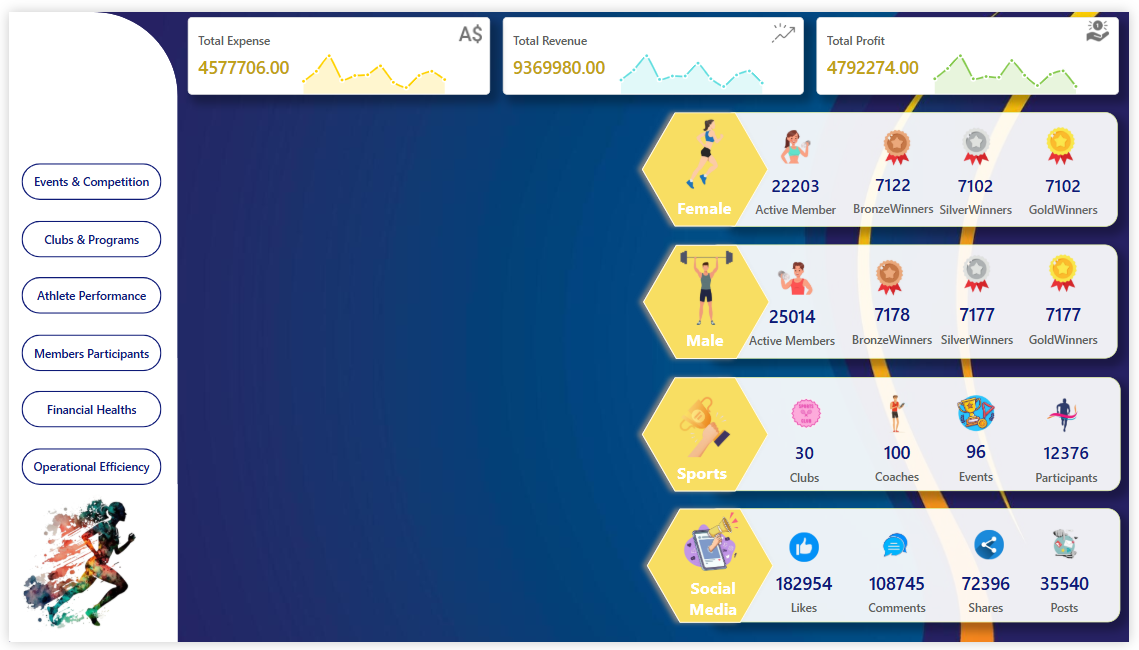 Total Expense
A$
4577706.00
Total Revenue
9369980.00
Total Profit
4792274.00
Events & Competition
Clubs & Programs
Athlete Performance
Members Participants
Financial Healths
Operational Efficiency
Female
22203
Active Member
7122
BronzeWinners
7102
SilverWinners
7102
GoldWinners
Male
25014
Active Members
7178
BronzeWinners
7177
SilverWinners
7177
GoldWinners
Sports
SPORTS
CLUB
30
Clubs
100
Coaches
96
Events
12376
Participants
Social
Media
182954
Likes
108745
Comments
72396
Shares
35540
Posts